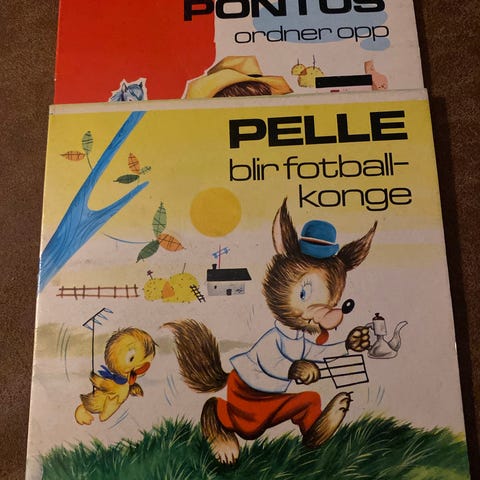 PONTUS
ordner opp
PELLE
blir fotball-
konge